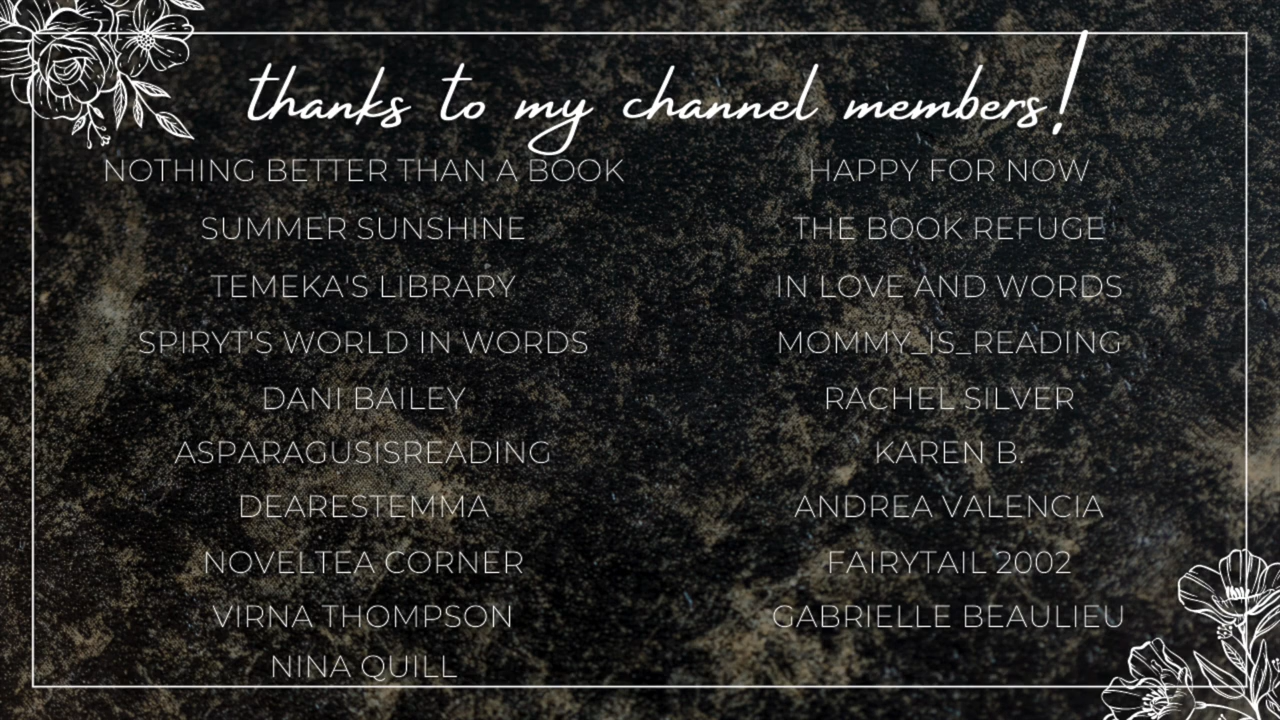 thanks to my channel members!
NOTHING BETTER THAN A BOOK
SUMMER SUNSHINE
TEMEKA'S LIBRARY
SPIRYT'S WORLD IN WORDS
DANI BAILEY
ASPARAGUSISREADING
DEARESTEMMA
NOVELTEA CORNER
VIRNA THOMPSON
NINA QUILL
HAPPY FOR NOW
THE BOOK REFUGE
IN LOVE AND WORDS
MOMMY_IS_READING
RACHEL SILVER
KAREN B.
ANDREA VALENCIA
FAIRYTAIL 2002
GABRIELLE BEAULIEU